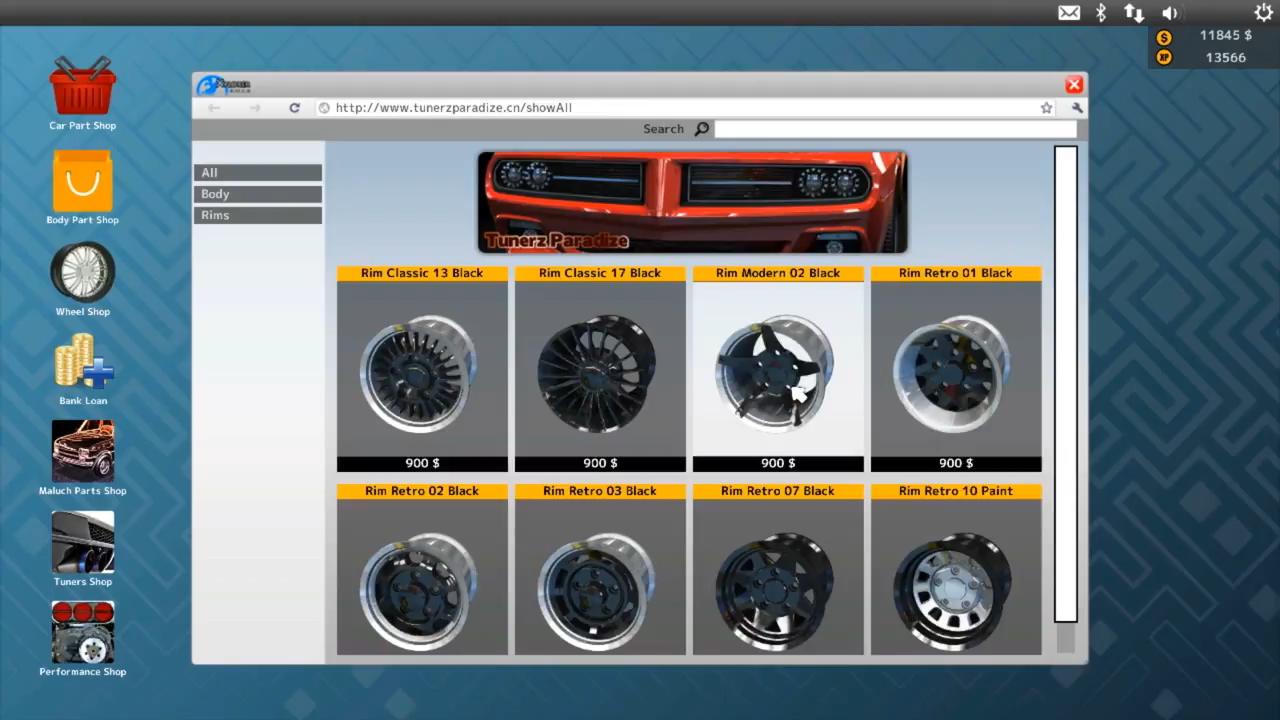 11845 $
13566
Car Part Shop
Body Part Shop
Wheel Shop
Bank Loan
Maluch Parts Shop
Tuners Shop
Performance Shop
http://www.tunerzparadize.cn/showAll
Search
All
Body
Rims
Tunerz Paradize
Rim Classic 13 Black
Rim Classic 17 Black
Rim Modern 02 Black
Rim Retro 01 Black
900 $
900 $
900 $
900 $
Rim Retro 02 Black
Rim Retro 03 Black
Rim Retro 07 Black
Rim Retro 10 Paint